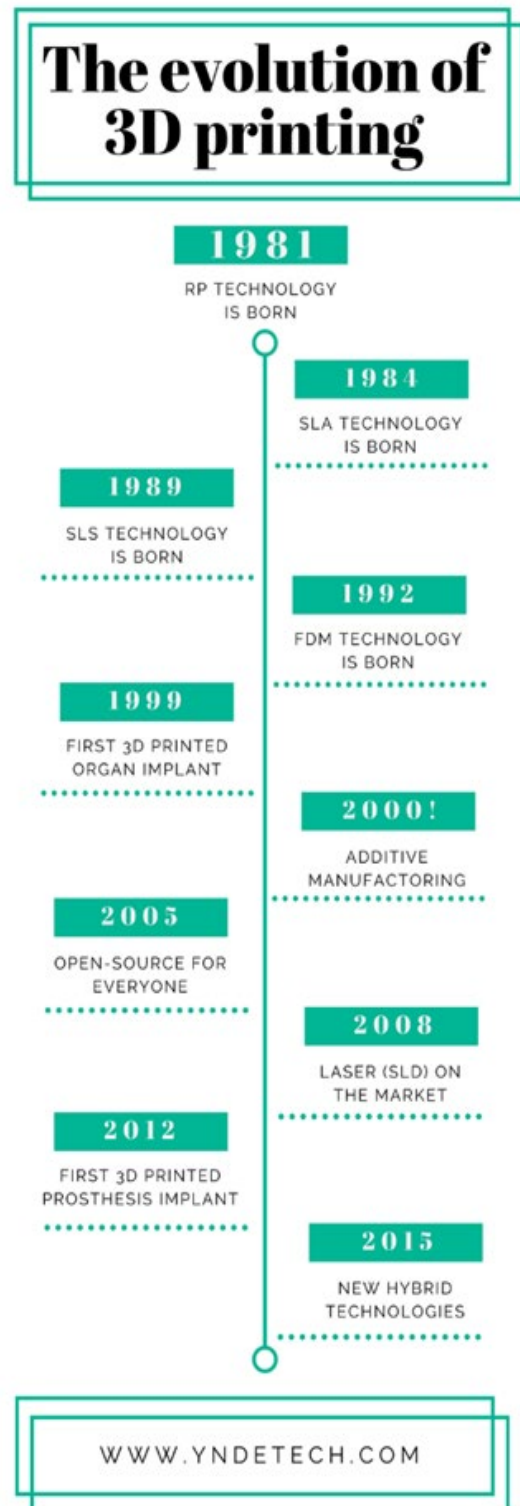 The evolution of
3D printing
1981
RP TECHNOLOGY
IS BORN
1984
SLA TECHNOLOGY
IS BORN
1989
SLS TECHNOLOGY
IS BORN
1992
FDM TECHNOLOGY
IS BORN
1999
FIRST 3D PRINTED
ORGAN IMPLANT
2000!
ADDITIVE
MANUFACTORING
2005
OPEN-SOURCE FOR
EVERYONE
2008
LASER (SLD) ON
THE MARKET
2012
FIRST 3D PRINTED
PROSTHESIS IMPLANT
2015
NEW HYBRID
TECHNOLOGIES
WWW.YNDETECH.COM